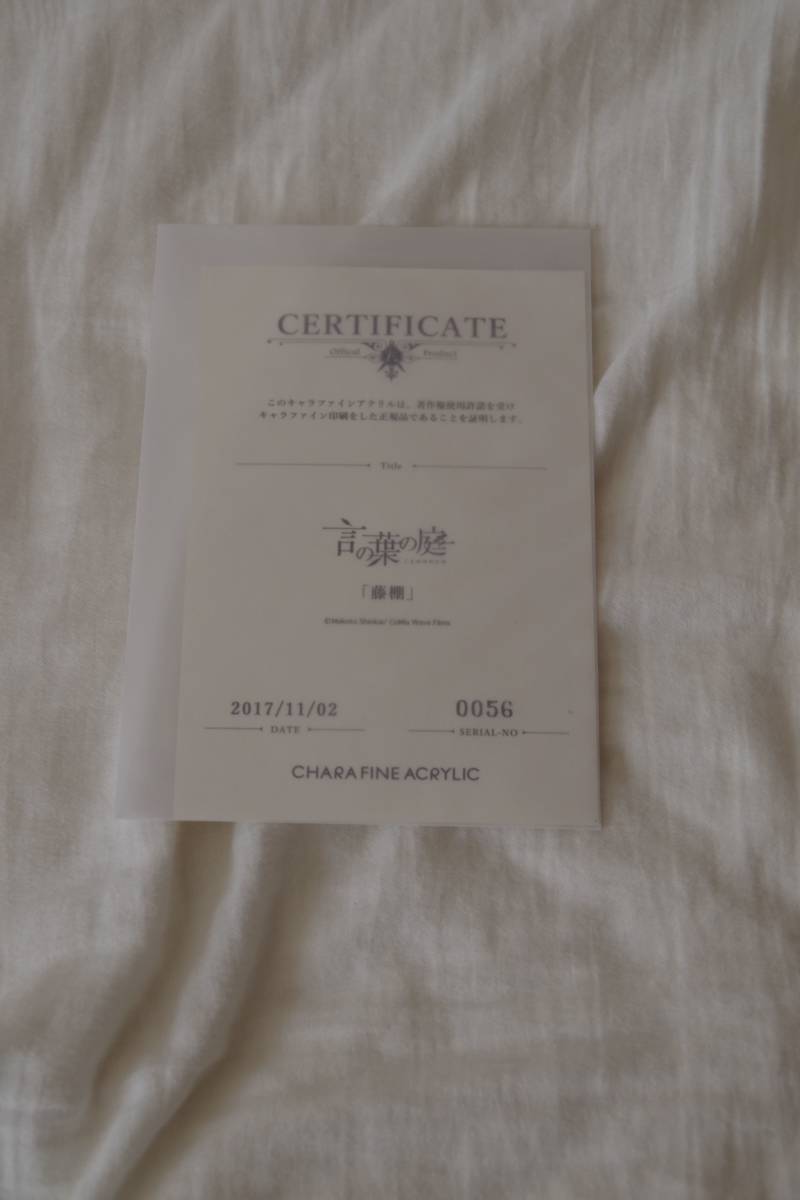 CERTIFICATE
Official Product
このキャラファインアクリルは、著作権使用許諾を受け
キャラファイン印刷をした正規品であることを証明します。
Title
言の葉の庭
「藤棚」
©Makoto Shinkai/ CoMix Wave Films
2017/11/02 0056
DATE SERIAL-NO
CHARA FINE ACRYLIC